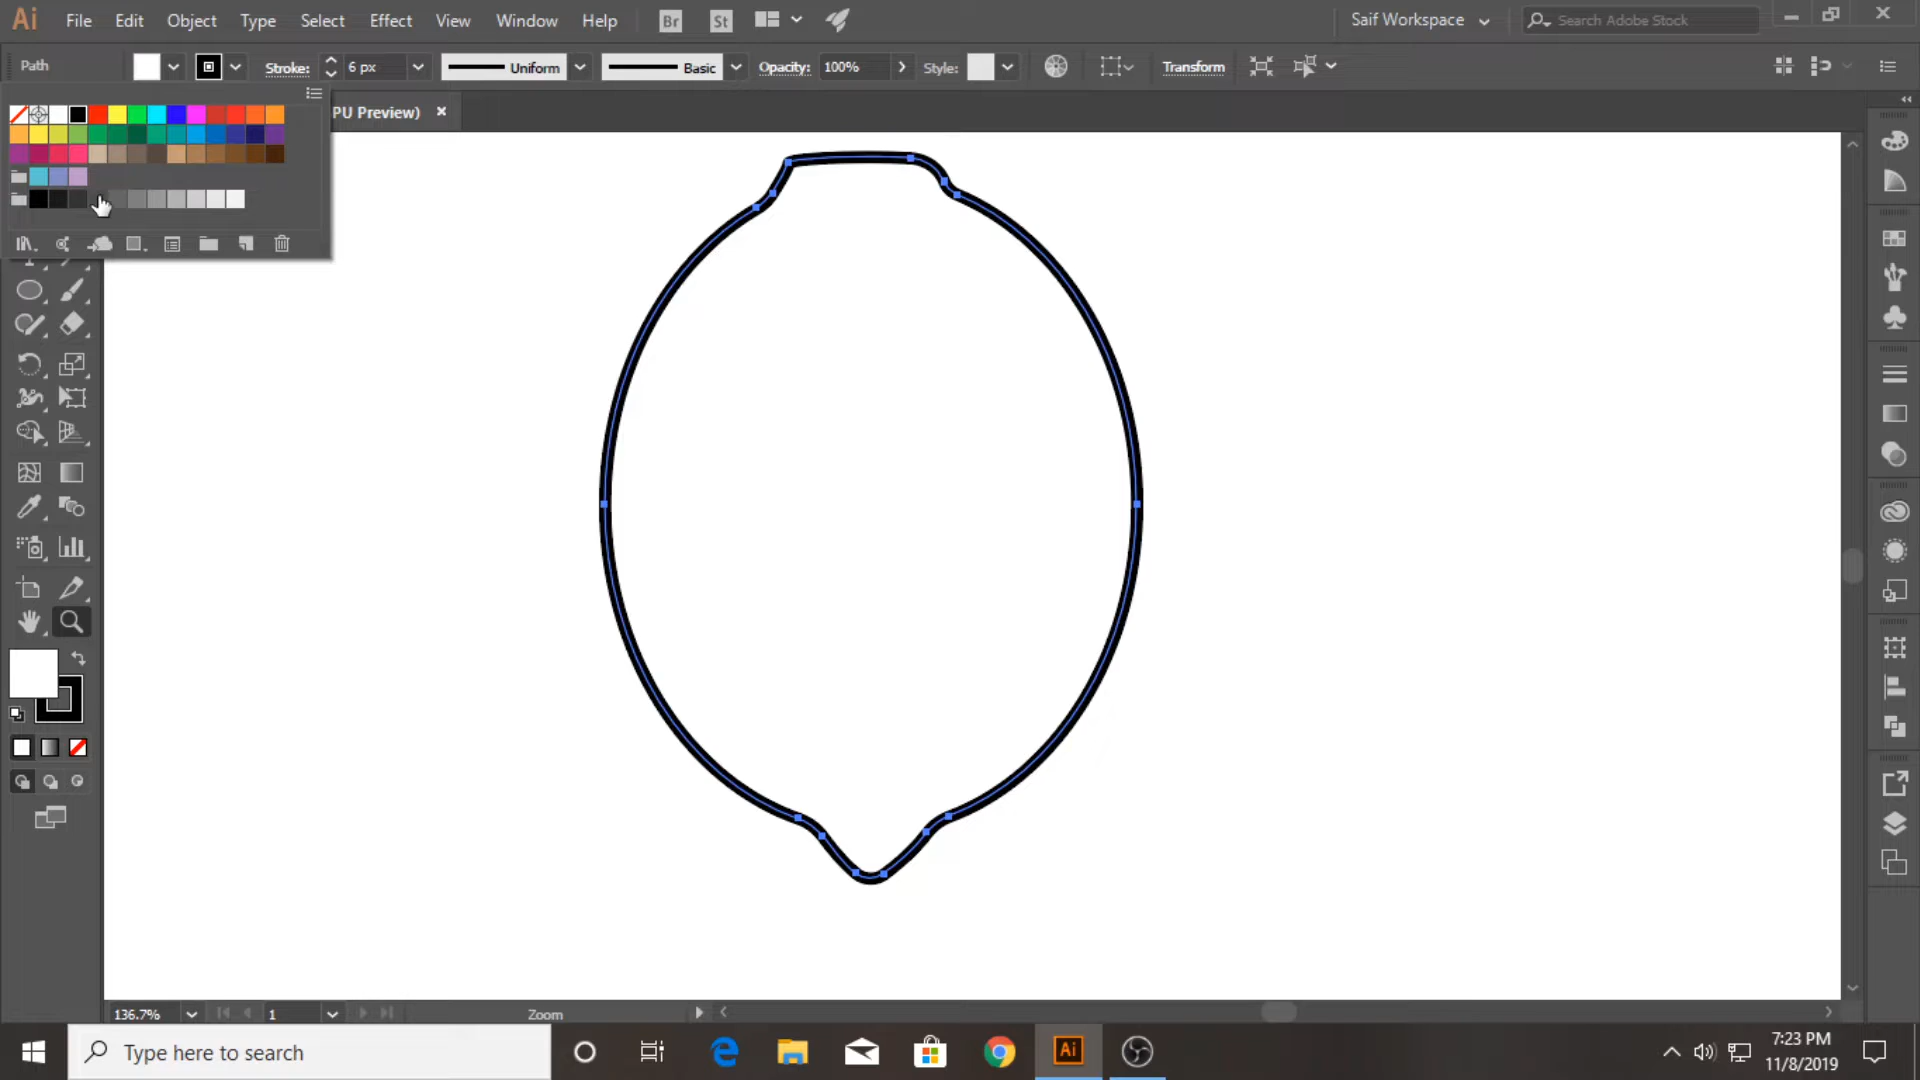 Ai File Edit Object Type Select Effect View Window Help Br St Saif Workspace Search Adobe Stock
Path Stroke: 6 px Uniform Basic Opacity: 100% Style: Transform
PU Preview) ×
136.7% 1 Zoom
Type here to search Ai 7:23 PM
11/8/2019